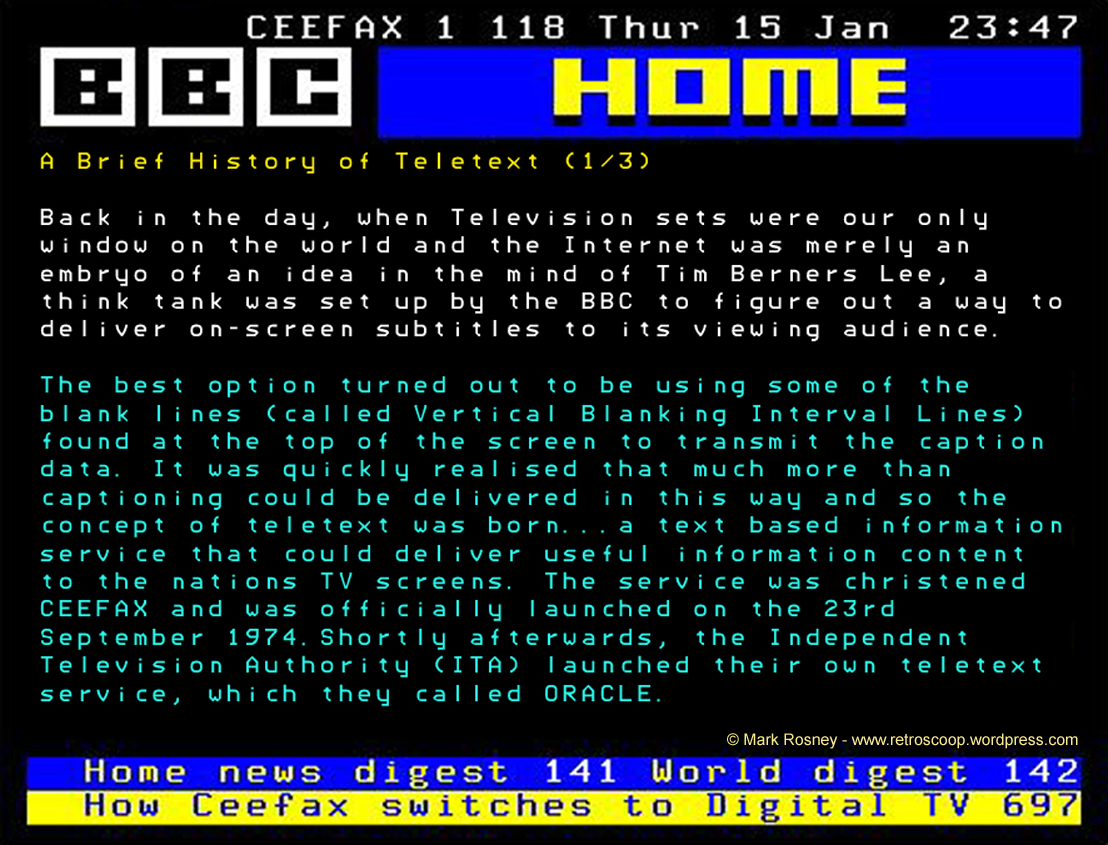 CEEFAX 1 118 Thur 15 Jan 23:47
BBC HOME
A Brief History of Teletext (1/3)
Back in the day, when Television sets were our only
window on the world and the Internet was merely an
embryo of an idea in the mind of Tim Berners Lee, a
think tank was set up by the BBC to figure out a way to
deliver on-screen subtitles to its viewing audience.
The best option turned out to be using some of the
blank lines (called Vertical Blanking Interval Lines)
found at the top of the screen to transmit the caption
data. It was quickly realised that much more than
captioning could be delivered in this way and so the
concept of teletext was born...a text based information
service that could deliver useful information content
to the nations TV screens. The service was christened
CEEFAX and was officially launched on the 23rd
September 1974. Shortly afterwards, the Independent
Television Authority (ITA) launched their own teletext
service, which they called ORACLE.
© Mark Rosney - www.retroscoop.wordpress.com
Home news digest 141 World digest 142
How Ceefax switches to Digital TV 697